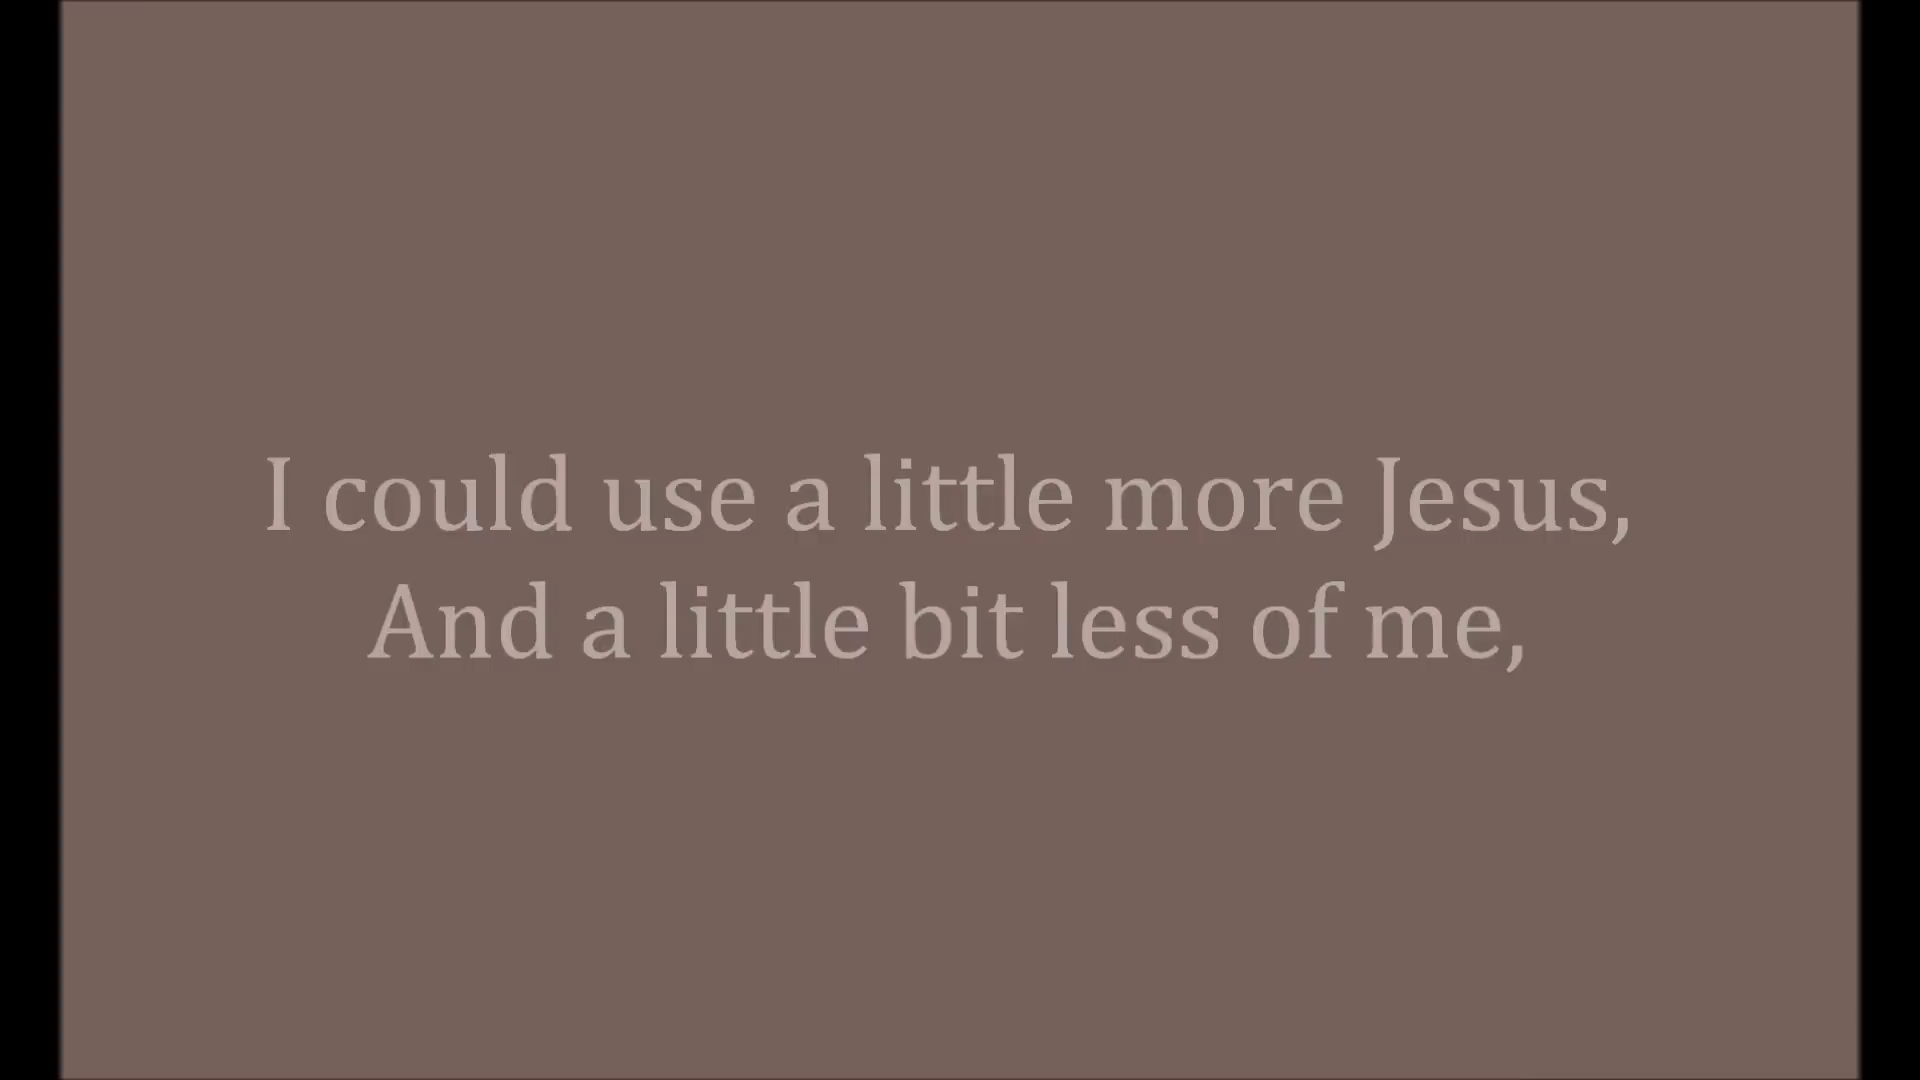 I could use a little more Jesus,
And a little bit less of me,